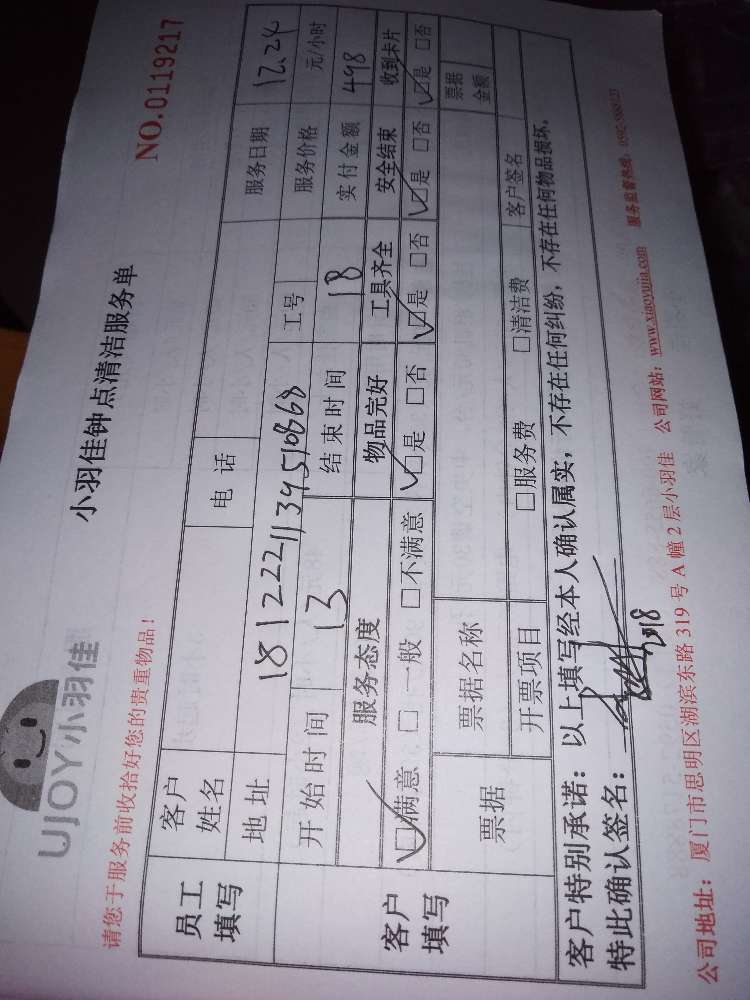 UJOY小羽佳
小羽佳钟点清洁服务单
请您于服务前收拾好您的贵重物品！
NO.0119217
员工填写 客户姓名 电话 服务日期 12.24
地址 18122211394510868 工号 服务价格 元/小时
客户填写 开始时间 13 结束时间 18 实付金额 498
服务态度 物品完好 工具齐全 安全结束 收到卡片
☑满意 □一般 □不满意 ☑是 □否 ☑是 □否 ☑是 □否 ☑是 □否
票据 票据名称 票据金额
开票项目 □服务费 □清洁费 客户签名
客户特别承诺：以上填写经本人确认属实，不存在任何纠纷，不存在任何物品损坏。
特此确认签名：
公司地址：厦门市思明区湖滨东路319号A幢2层小羽佳 公司网站：www.xiaoyujia.com 服务监督热线：